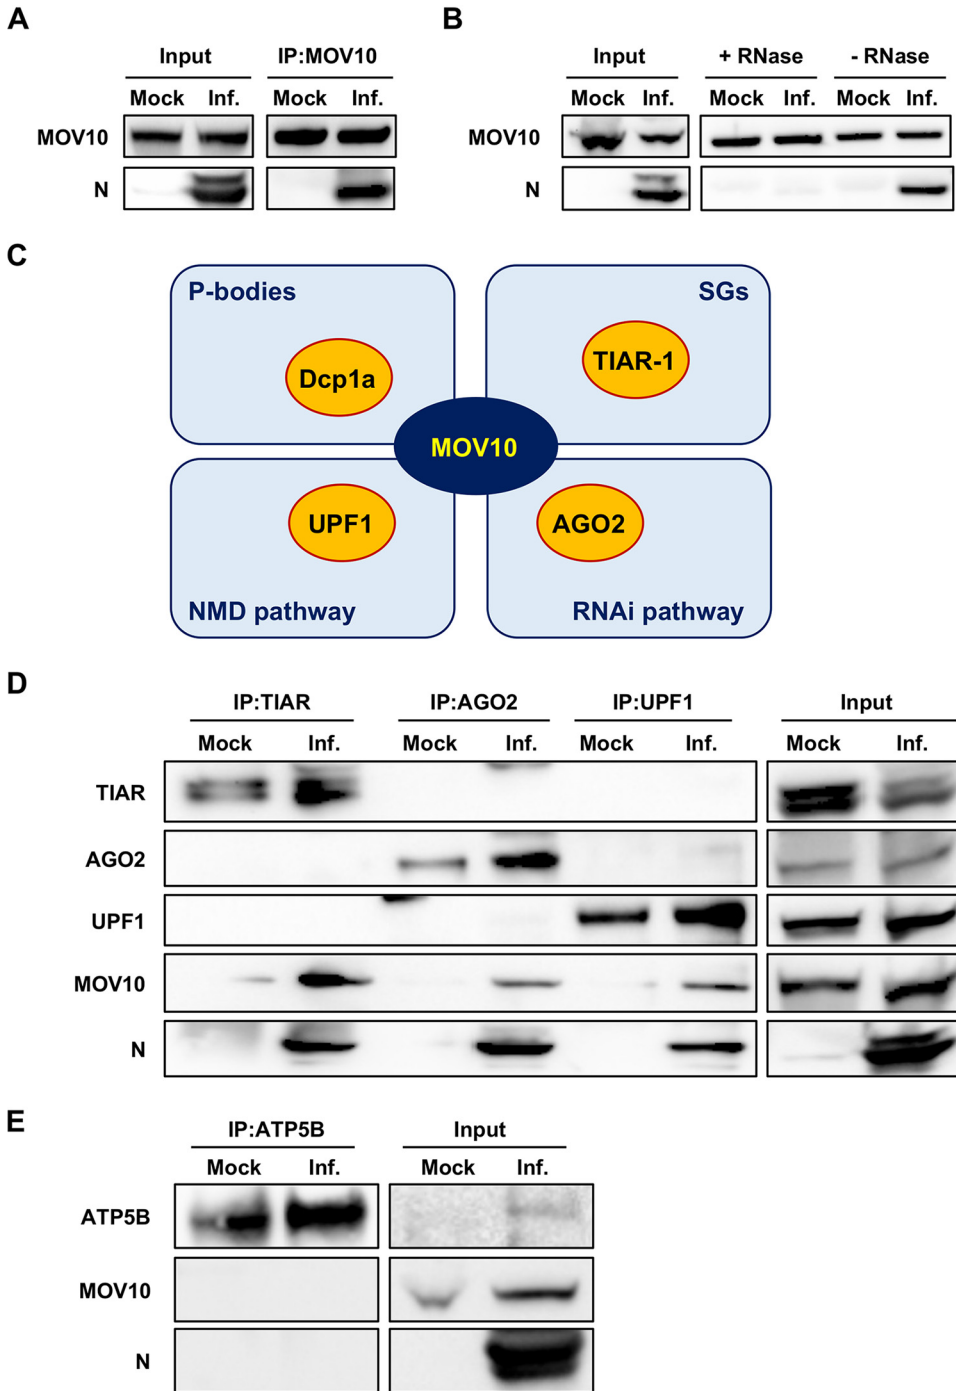 A
Input IP:MOV10
Mock Inf. Mock Inf.
MOV10
N
B
Input + RNase - RNase
Mock Inf. Mock Inf. Mock Inf.
MOV10
N
C
P-bodies SGs
Dcp1a TIAR-1
MOV10
UPF1 AGO2
NMD pathway RNAi pathway
D
IP:TIAR IP:AGO2 IP:UPF1 Input
Mock Inf. Mock Inf. Mock Inf. Mock Inf.
TIAR
AGO2
UPF1
MOV10
N
E
IP:ATP5B Input
Mock Inf. Mock Inf.
ATP5B
MOV10
N